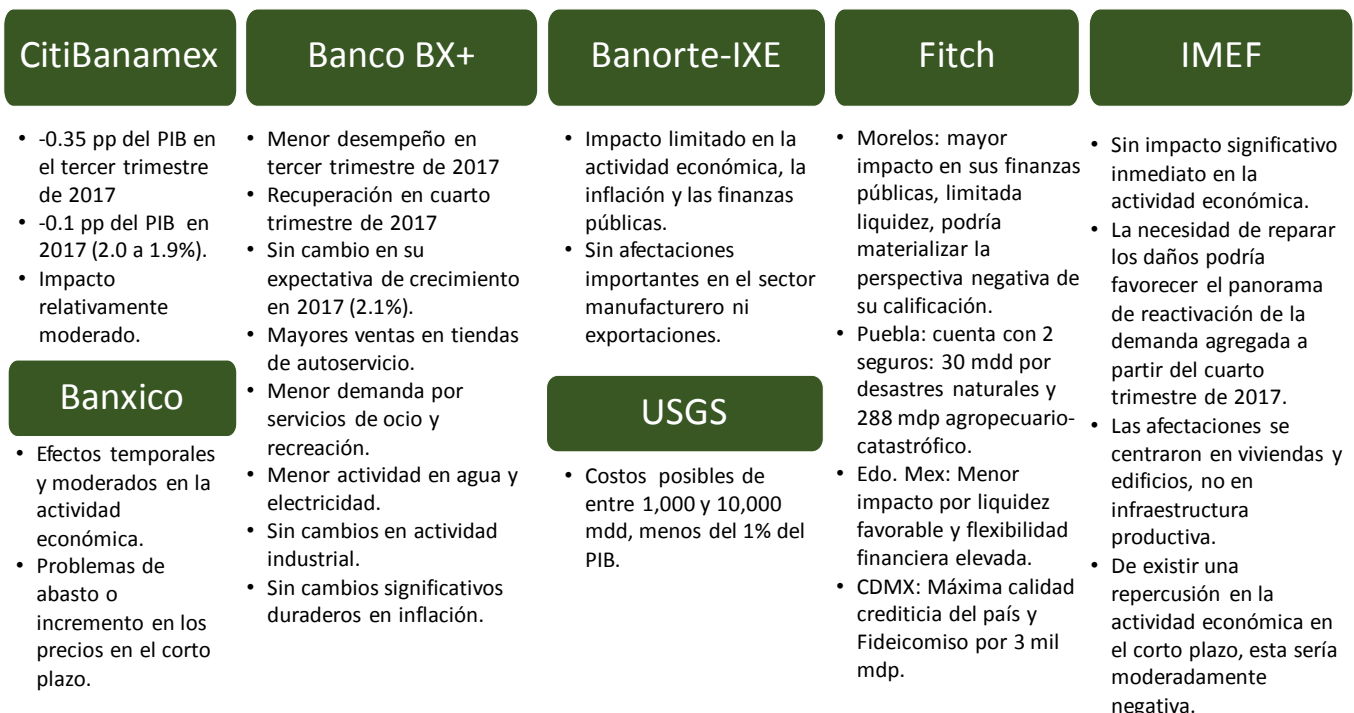 CitiBanamex
• -0.35 pp del PIB en
el tercer trimestre
de 2017
• -0.1 pp del PIB en
2017 (2.0 a 1.9%).
• Impacto
relativamente
moderado.
Banxico
• Efectos temporales
y moderados en la
actividad
económica.
• Problemas de
abasto o
incremento en los
precios en el corto
plazo.
Banco BX+
• Menor desempeño en
tercer trimestre de 2017
• Recuperación en cuarto
trimestre de 2017
• Sin cambio en su
expectativa de crecimiento
en 2017 (2.1%).
• Mayores ventas en tiendas
de autoservicio.
• Menor demanda por
servicios de ocio y
recreación.
• Menor actividad en agua y
electricidad.
• Sin cambios en actividad
industrial.
• Sin cambios significativos
duraderos en inflación.
Banorte-IXE
• Impacto limitado en la
actividad económica, la
inflación y las finanzas
públicas.
• Sin afectaciones
importantes en el sector
manufacturero ni
exportaciones.
USGS
• Costos posibles de
entre 1,000 y 10,000
mdd, menos del 1% del
PIB.
Fitch
• Morelos: mayor
impacto en sus finanzas
públicas, limitada
liquidez, podría
materializar la
perspectiva negativa de
su calificación.
• Puebla: cuenta con 2
seguros: 30 mdd por
desastres naturales y
288 mdp agropecuario-
catastrófico.
• Edo. Mex: Menor
impacto por liquidez
favorable y flexibilidad
financiera elevada.
• CDMX: Máxima calidad
crediticia del país y
Fideicomiso por 3 mil
mdp.
IMEF
• Sin impacto significativo
inmediato en la
actividad económica.
• La necesidad de reparar
los daños podría
favorecer el panorama
de reactivación de la
demanda agregada a
partir del cuarto
trimestre de 2017.
• Las afectaciones se
centraron en viviendas y
edificios, no en
infraestructura
productiva.
• De existir una
repercusión en la
actividad económica en
el corto plazo, esta sería
moderadamente
negativa.